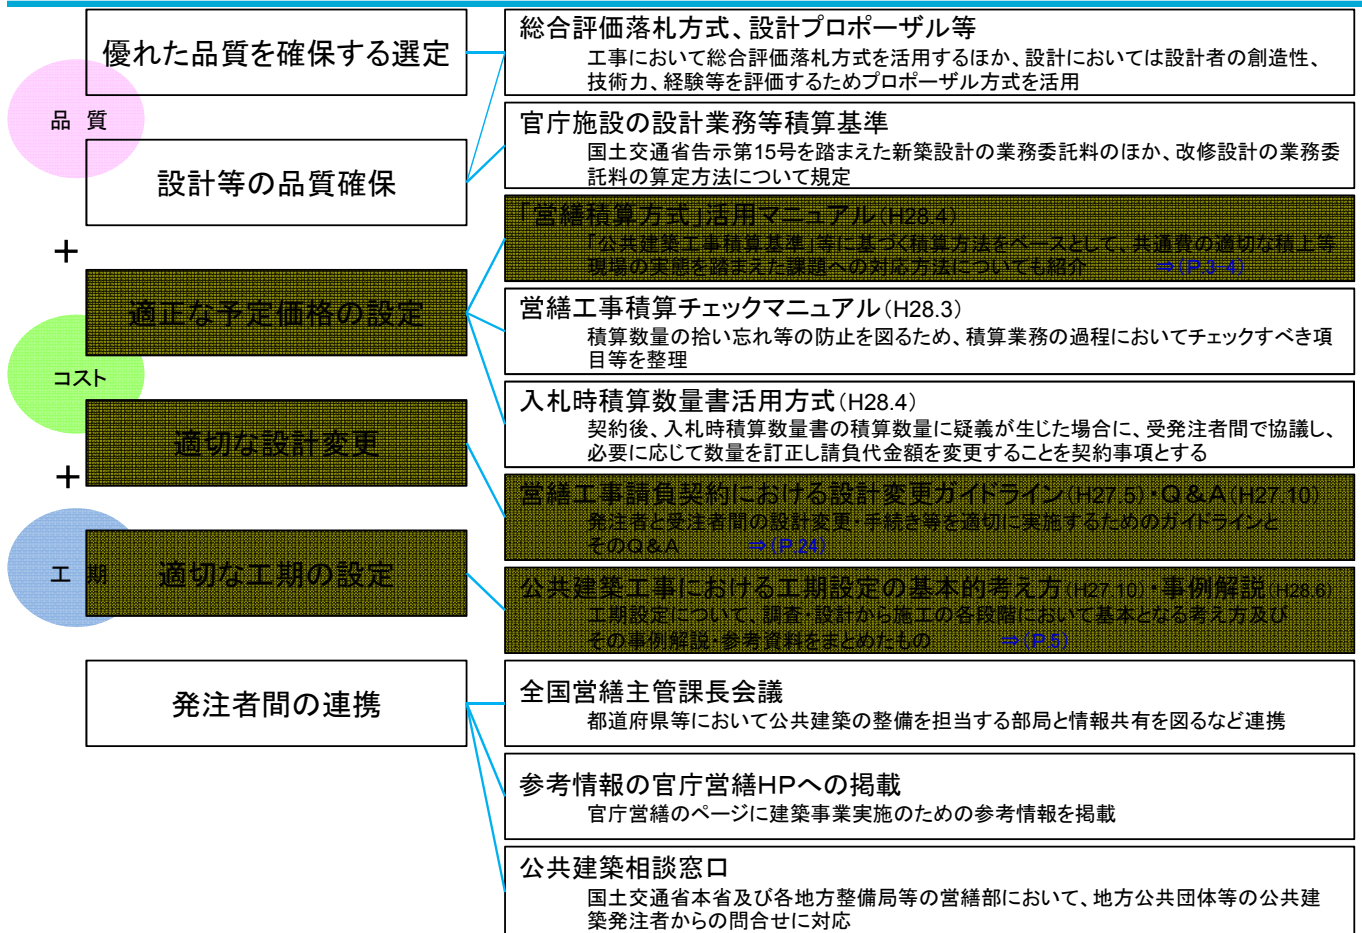 優れた品質を確保する選定
品 質
設計等の品質確保
＋
適正な予定価格の設定
コスト
適切な設計変更
＋
工 期
適切な工期の設定
発注者間の連携
総合評価落札方式、設計プロポーザル等
工事において総合評価落札方式を活用するほか、設計においては設計者の創造性、
技術力、経験等を評価するためプロポーザル方式を活用
官庁施設の設計業務等積算基準
国土交通省告示第15号を踏まえた新築設計の業務委託料のほか、改修設計の業務委
託料の算定方法について規定
「営繕積算方式」活用マニュアル(H28.4)
「公共建築工事積算基準」等に基づく積算方法をベースとして、共通費の適切な積上等
現場の実態を踏まえた課題への対応方法についても紹介 ⇒(P.3-4)
営繕工事積算チェックマニュアル(H28.3)
積算数量の拾い忘れ等の防止を図るため、積算業務の過程においてチェックすべき項
目等を整理
入札時積算数量書活用方式(H28.4)
契約後、入札時積算数量書の積算数量に疑義が生じた場合に、受発注者間で協議し、
必要に応じて数量を訂正し請負代金額を変更することを契約事項とする
営繕工事請負契約における設計変更ガイドライン(H27.5)・Ｑ＆Ａ(H27.10)
発注者と受注者間の設計変更・手続き等を適切に実施するためのガイドラインと
そのＱ＆Ａ ⇒(P.24)
公共建築工事における工期設定の基本的考え方(H27.10)・事例解説(H28.6)
工期設定について、調査・設計から施工の各段階において基本となる考え方及び
その事例解説・参考資料をまとめたもの ⇒(P.5)
全国営繕主管課長会議
都道府県等において公共建築の整備を担当する部局と情報共有を図るなど連携
参考情報の官庁営繕ＨＰへの掲載
官庁営繕のページに建築事業実施のための参考情報を掲載
公共建築相談窓口
国土交通省本省及び各地方整備局等の営繕部において、地方公共団体等の公共建
築発注者からの問合せに対応